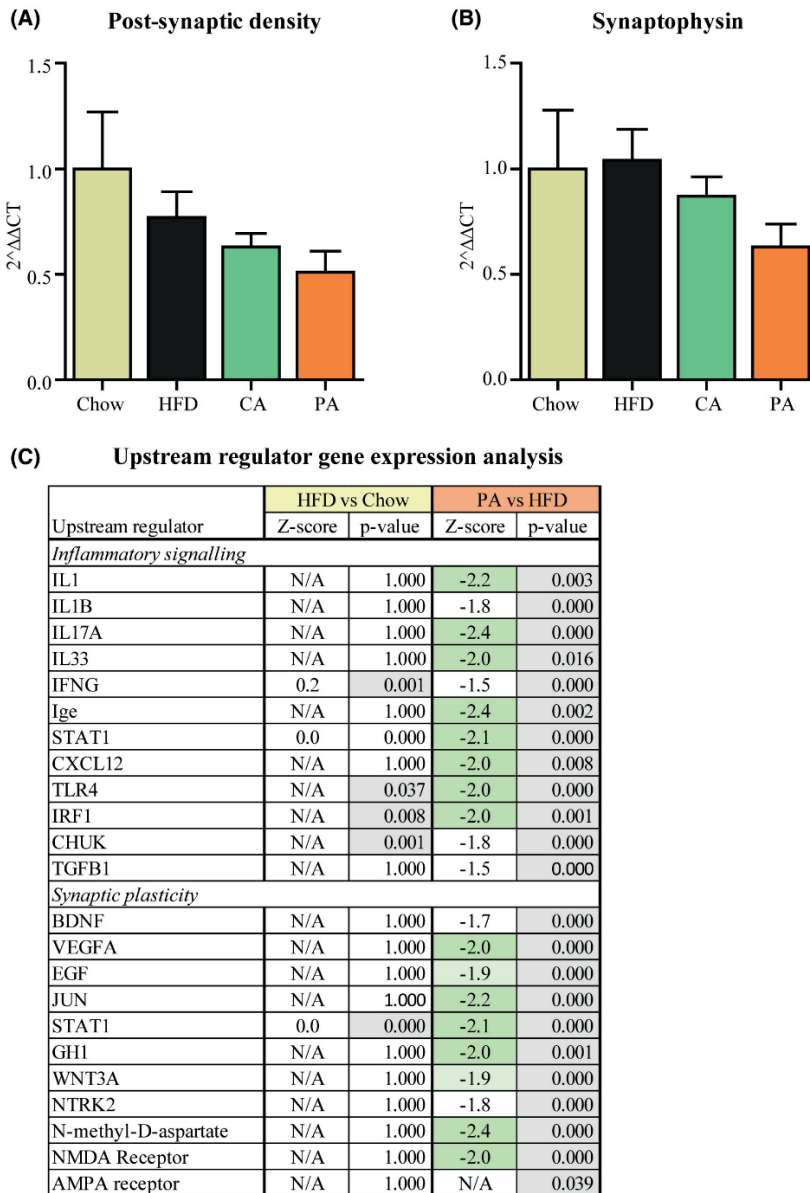 (A) Post-synaptic density
1.5
1.0
0.5
0.0
2^ΔΔCT
Chow HFD CA PA
(B) Synaptophysin
1.5
1.0
0.5
0.0
2^ΔΔCT
Chow HFD CA PA
(C) Upstream regulator gene expression analysis
HFD vs Chow PA vs HFD
Upstream regulator Z-score p-value Z-score p-value
Inflammatory signalling
IL1 N/A 1.000 -2.2 0.003
IL1B N/A 1.000 -1.8 0.000
IL17A N/A 1.000 -2.4 0.000
IL33 N/A 1.000 -2.0 0.016
IFNG 0.2 0.001 -1.5 0.000
Ige N/A 1.000 -2.4 0.002
STAT1 0.0 0.000 -2.1 0.000
CXCL12 N/A 1.000 -2.0 0.008
TLR4 N/A 0.037 -2.0 0.000
IRF1 N/A 0.008 -2.0 0.001
CHUK N/A 0.001 -1.8 0.000
TGFB1 N/A 1.000 -1.5 0.000
Synaptic plasticity
BDNF N/A 1.000 -1.7 0.000
VEGFA N/A 1.000 -2.0 0.000
EGF N/A 1.000 -1.9 0.000
JUN N/A 1.000 -2.2 0.000
STAT1 0.0 0.000 -2.1 0.000
GH1 N/A 1.000 -2.0 0.001
WNT3A N/A 1.000 -1.9 0.000
NTRK2 N/A 1.000 -1.8 0.000
N-methyl-D-aspartate N/A 1.000 -2.4 0.000
NMDA Receptor N/A 1.000 -2.0 0.000
AMPA receptor N/A 1.000 N/A 0.039